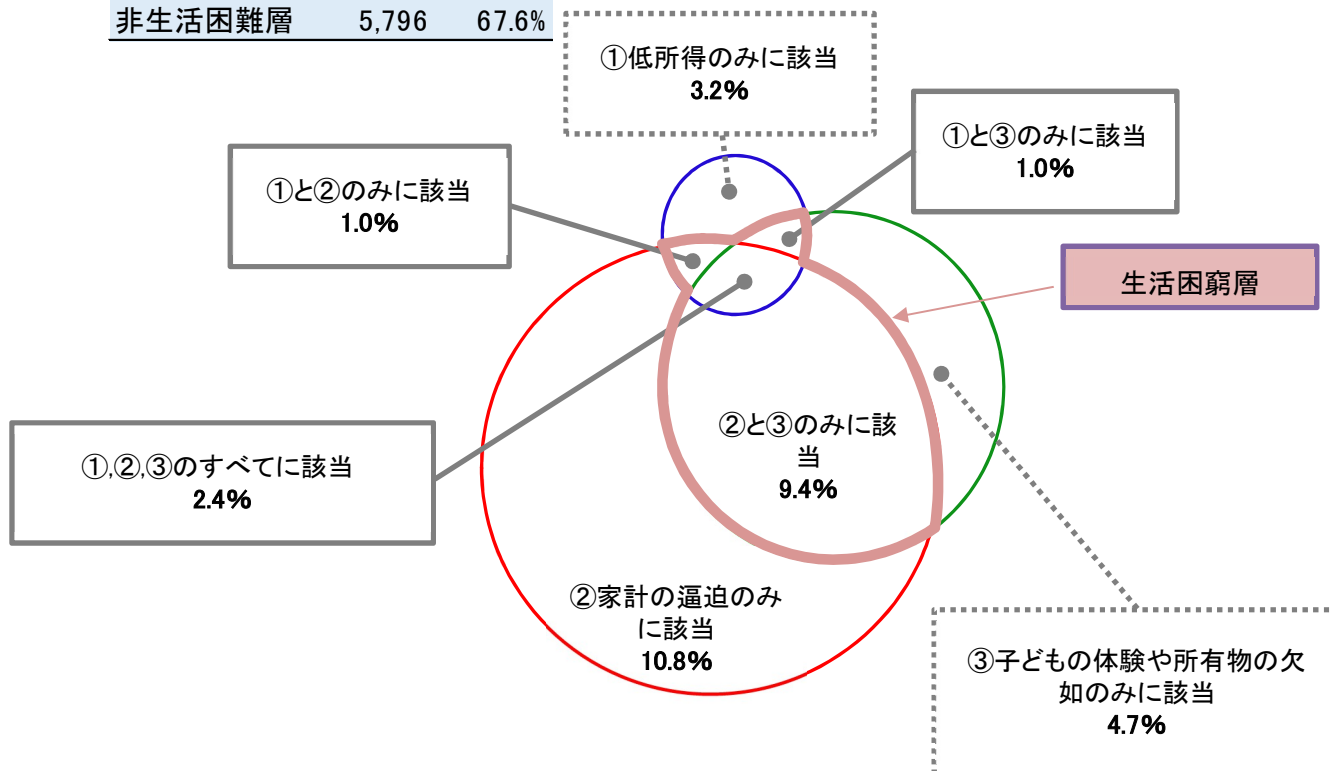 非生活困難層 5,796 67.6%
①低所得のみに該当
3.2%
①と③のみに該当
1.0%
①と②のみに該当
1.0%
生活困窮層
②と③のみに該
当
9.4%
①,②,③のすべてに該当
2.4%
②家計の逼迫のみ
に該当
10.8%
③子どもの体験や所有物の欠
如のみに該当
4.7%